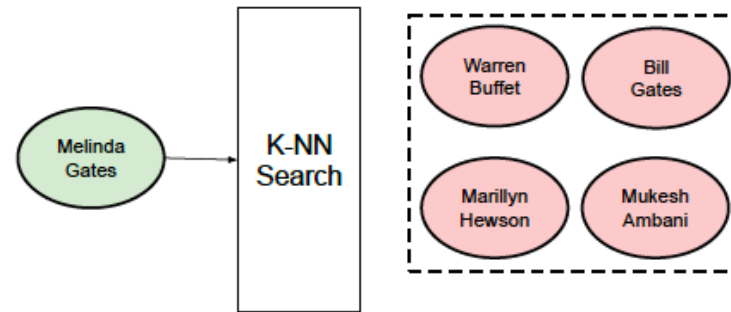 Melinda
Gates
K-NN
Search
Warren
Buffet
Bill
Gates
Marillyn
Hewson
Mukesh
Ambani